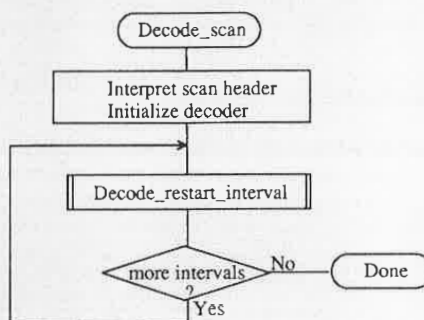 Decode_scan
Interpret scan header
Initialize decoder
Decode_restart_interval
more intervals
?
No
Done
Yes